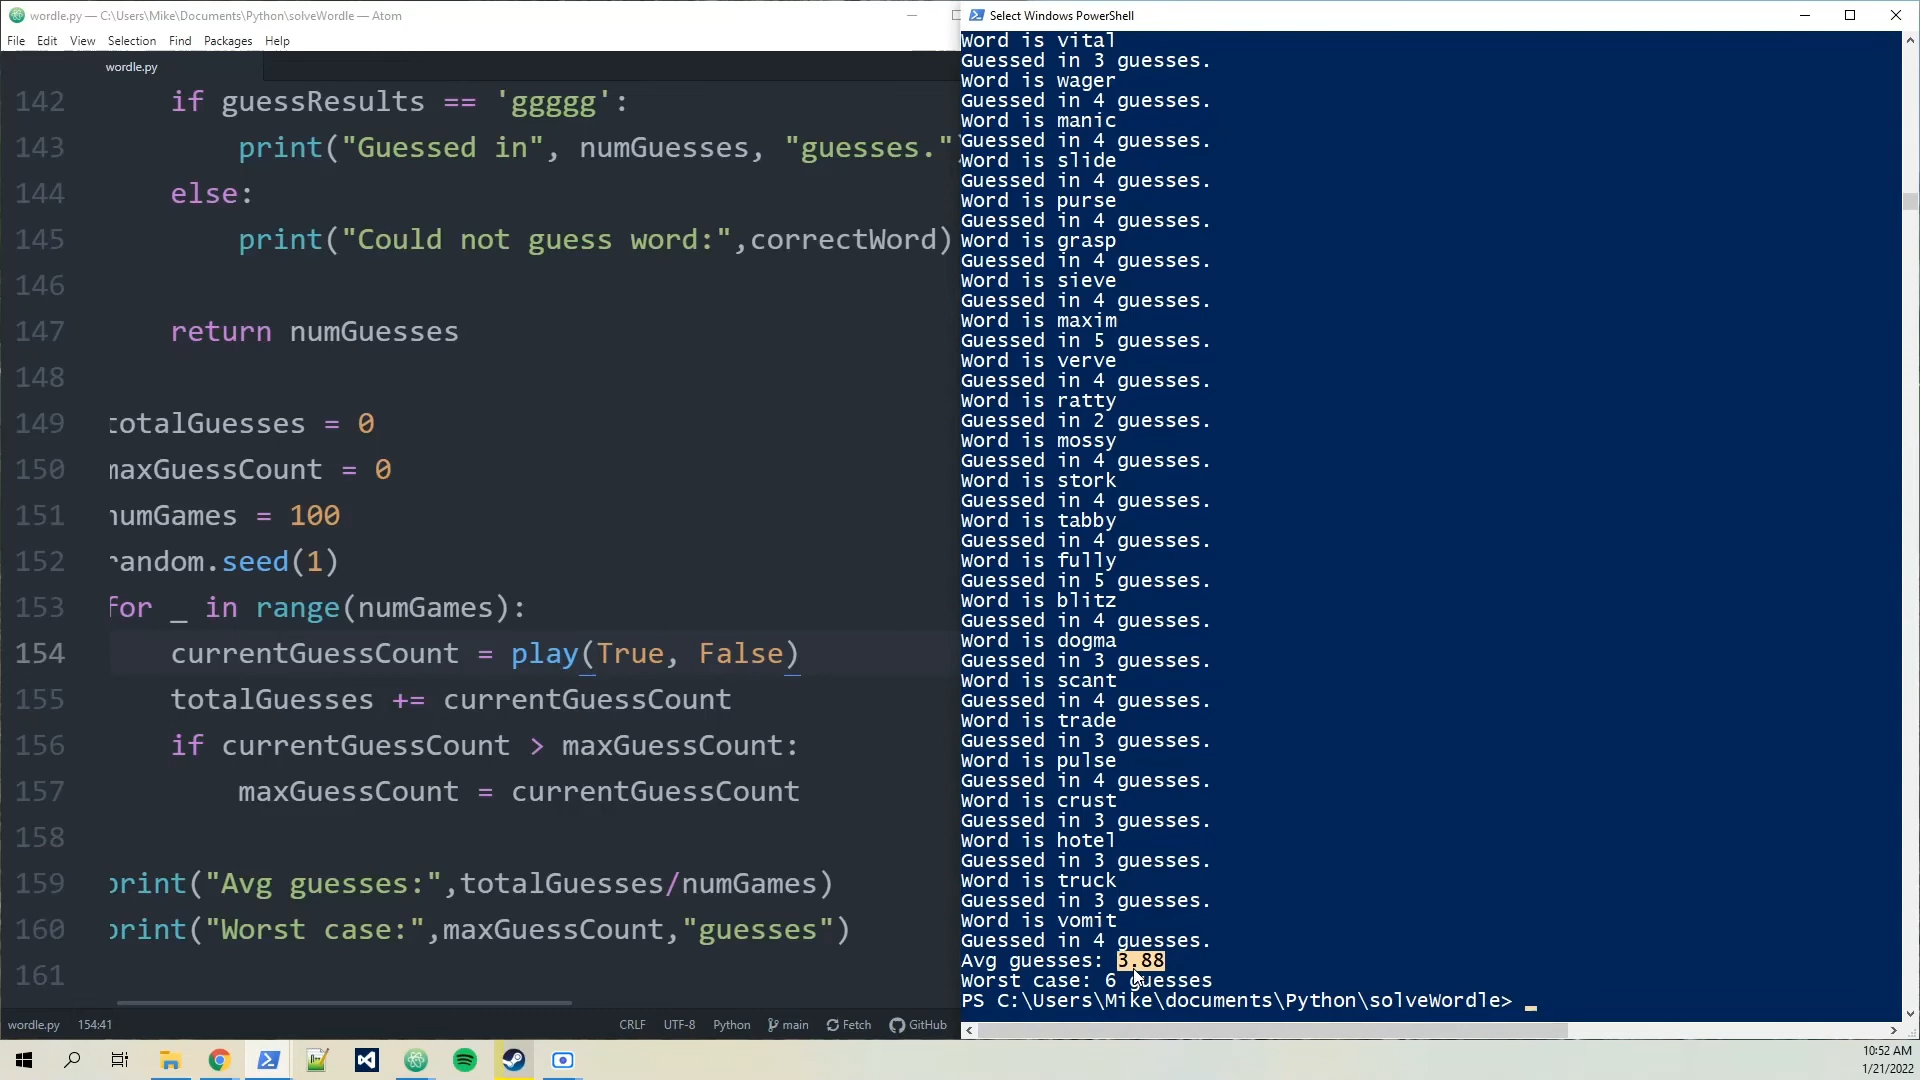 wordle.py — C:\Users\Mike\Documents\Python\solveWordle — Atom
File Edit View Selection Find Packages Help
wordle.py
142 if guessResults == 'ggggg':
143 print("Guessed in", numGuesses, "guesses."
144 else:
145 print("Could not guess word:",correctWord)
146
147 return numGuesses
148
149 totalGuesses = 0
150 maxGuessCount = 0
151 numGames = 100
152 random.seed(1)
153 for _ in range(numGames):
154 currentGuessCount = play(True, False)
155 totalGuesses += currentGuessCount
156 if currentGuessCount > maxGuessCount:
157 maxGuessCount = currentGuessCount
158
159 print("Avg guesses:",totalGuesses/numGames)
160 print("Worst case:",maxGuessCount,"guesses")
161
wordle.py 154:41 CRLF UTF-8 Python main Fetch GitHub
Select Windows PowerShell
Word is vital
Guessed in 3 guesses.
Word is wager
Guessed in 4 guesses.
Word is manic
Guessed in 4 guesses.
Word is slide
Guessed in 4 guesses.
Word is purse
Guessed in 4 guesses.
Word is grasp
Guessed in 4 guesses.
Word is sieve
Guessed in 4 guesses.
Word is maxim
Guessed in 5 guesses.
Word is verve
Guessed in 4 guesses.
Word is ratty
Guessed in 2 guesses.
Word is mossy
Guessed in 4 guesses.
Word is stork
Guessed in 4 guesses.
Word is tabby
Guessed in 4 guesses.
Word is fully
Guessed in 5 guesses.
Word is blitz
Guessed in 4 guesses.
Word is dogma
Guessed in 3 guesses.
Word is scant
Guessed in 4 guesses.
Word is trade
Guessed in 3 guesses.
Word is pulse
Guessed in 4 guesses.
Word is crust
Guessed in 3 guesses.
Word is hotel
Guessed in 3 guesses.
Word is truck
Guessed in 3 guesses.
Word is vomit
Guessed in 4 guesses.
Avg guesses: 3.88
Worst case: 6 guesses
PS C:\Users\Mike\documents\Python\solveWordle> _
10:52 AM
1/21/2022